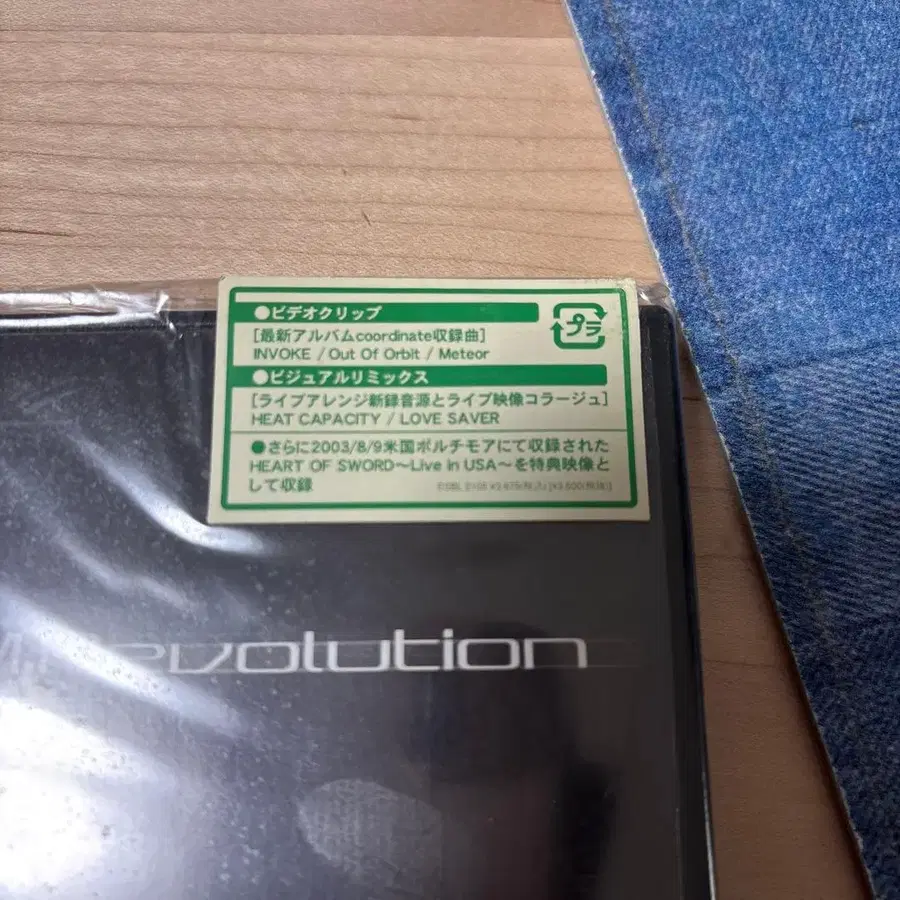 ●ビデオクリップ
[最新アルバムcoordinate収録曲]
INVOKE / Out Of Orbit / Meteor
プラ
●ビジュアルリミックス
[ライブアレンジ新録音源とライブ映像コラージュ]
HEAT CAPACITY / LOVE SAVER
●さらに2003/8/9米国ボルチモアにて収録された
HEART OF SWORD～Live in USA～を特典映像と
して収録
evolution